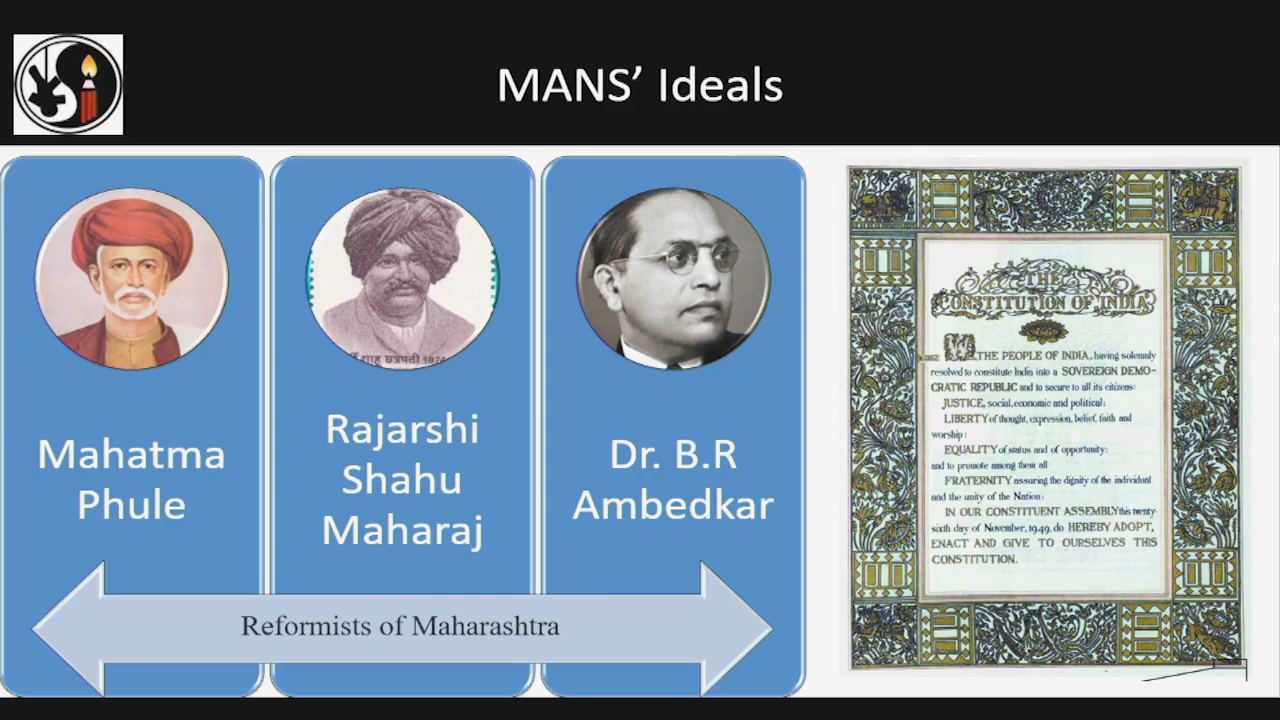 MANS’ Ideals
Mahatma
Phule
शाहू छत्रपती 1974
Rajarshi
Shahu
Maharaj
Dr. B.R
Ambedkar
Reformists of Maharashtra
THE
CONSTITUTION OF INDIA
WE, THE PEOPLE OF INDIA, having solemnly
resolved to constitute India into a SOVEREIGN DEMO-
CRATIC REPUBLIC and to secure to all its citizens:
JUSTICE, social, economic and political;
LIBERTY of thought, expression, belief, faith and
worship;
EQUALITY of status and of opportunity;
and to promote among them all
FRATERNITY assuring the dignity of the individual
and the unity of the Nation;
IN OUR CONSTITUENT ASSEMBLY this twenty-
sixth day of November, 1949, do HEREBY ADOPT,
ENACT AND GIVE TO OURSELVES THIS
CONSTITUTION.